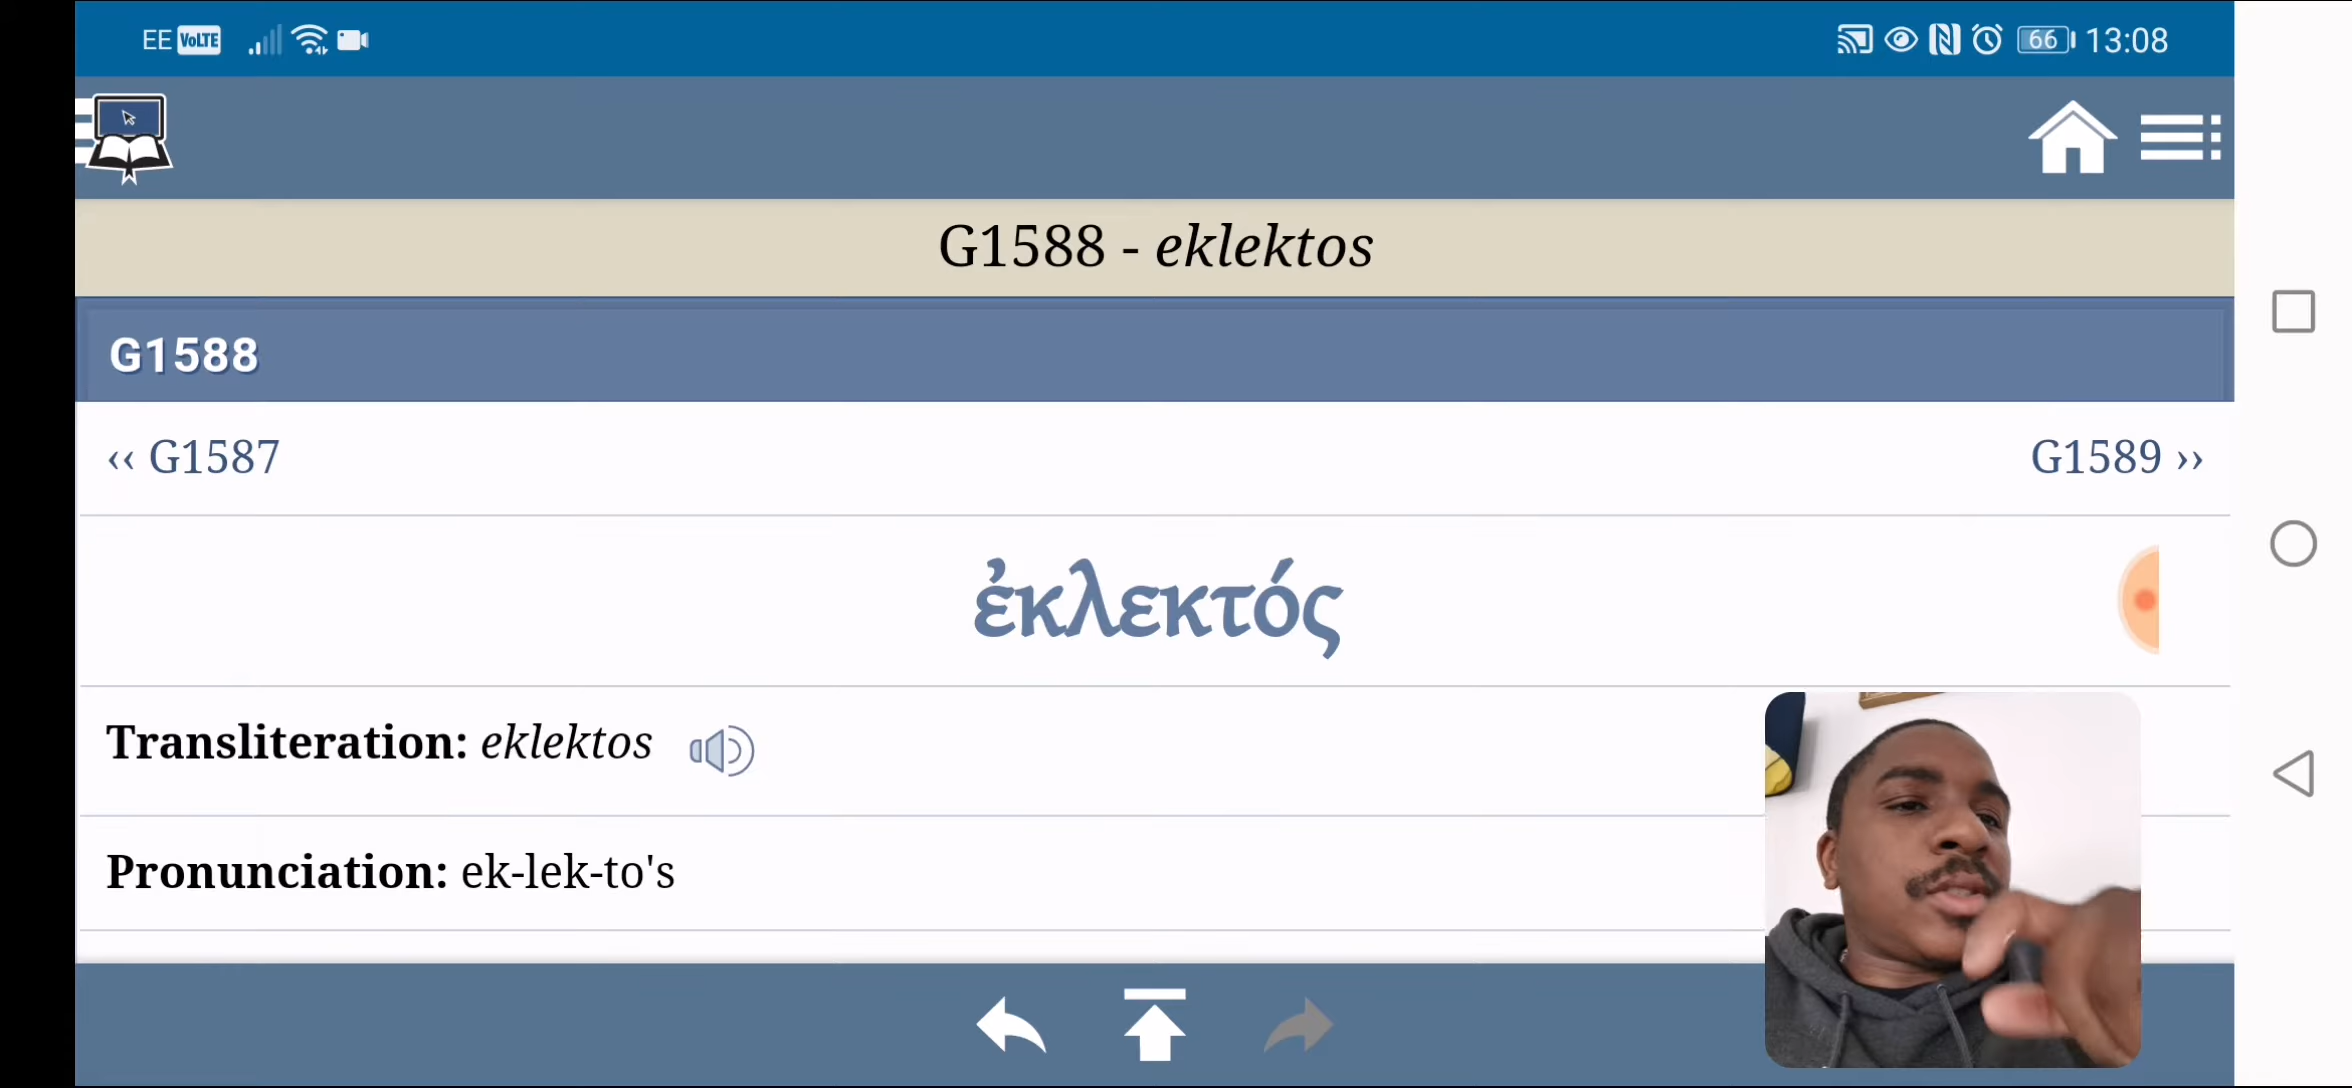 EE VoLTE 66 13:08
G1588 - eklektos
G1588
‹‹ G1587 G1589 ››
ἐκλεκτός
Transliteration: eklektos
Pronunciation: ek-lek-to's